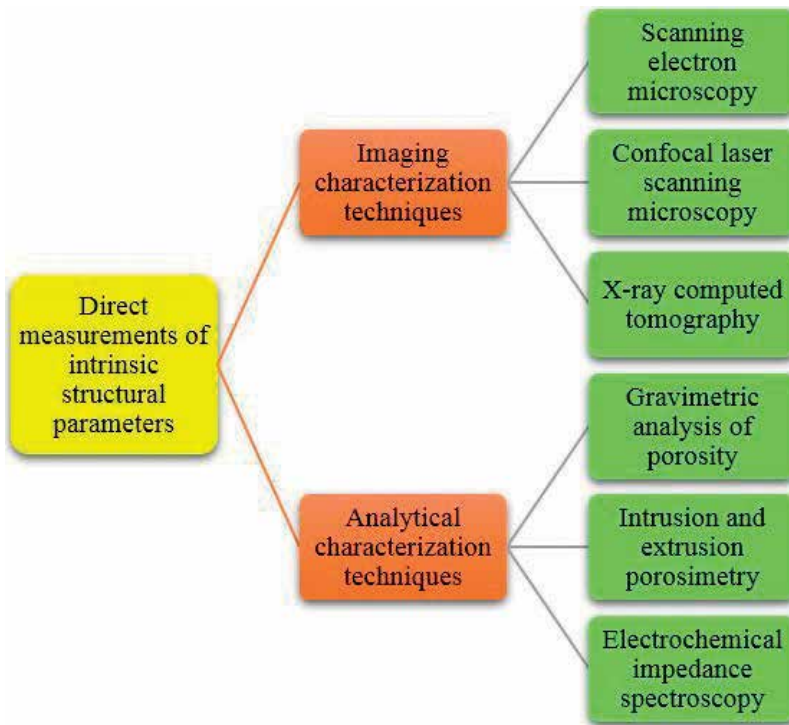 Direct
measurements of
intrinsic
structural
parameters
Imaging
characterization
techniques
Scanning
electron
microscopy
Confocal laser
scanning
microscopy
X-ray computed
tomography
Analytical
characterization
techniques
Gravimetric
analysis of
porosity
Intrusion and
extrusion
porosimetry
Electrochemical
impedance
spectroscopy